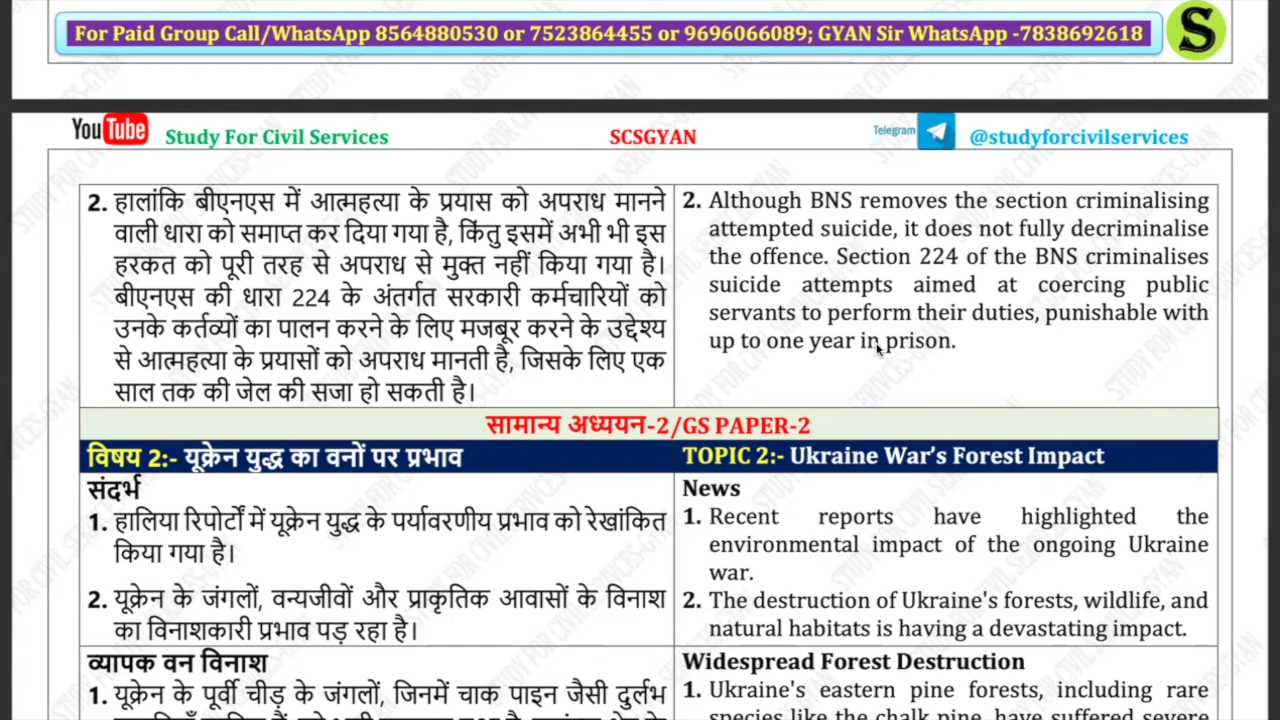 For Paid Group Call/WhatsApp 8564880530 or 7523864455 or 9696066089; GYAN Sir WhatsApp -7838692618
S
YouTube Study For Civil Services SCSGYAN Telegram @studyforcivilservices
2. हालांकि बीएनएस में आत्महत्या के प्रयास को अपराध मानने
वाली धारा को समाप्त कर दिया गया है, किंतु इसमें अभी भी इस
हरकत को पूरी तरह से अपराध से मुक्त नहीं किया गया है।
बीएनएस की धारा 224 के अंतर्गत सरकारी कर्मचारियों को
उनके कर्तव्यों का पालन करने के लिए मजबूर करने के उद्देश्य
से आत्महत्या के प्रयासों को अपराध मानती है, जिसके लिए एक
साल तक की जेल की सजा हो सकती है।
2. Although BNS removes the section criminalising
attempted suicide, it does not fully decriminalise
the offence. Section 224 of the BNS criminalises
suicide attempts aimed at coercing public
servants to perform their duties, punishable with
up to one year in prison.
सामान्य अध्ययन-2/GS PAPER-2
विषय 2:- यूक्रेन युद्ध का वनों पर प्रभाव
TOPIC 2:- Ukraine War's Forest Impact
संदर्भ
1. हालिया रिपोर्टों में यूक्रेन युद्ध के पर्यावरणीय प्रभाव को रेखांकित
किया गया है।
2. यूक्रेन के जंगलों, वन्यजीवों और प्राकृतिक आवासों के विनाश
का विनाशकारी प्रभाव पड़ रहा है।
News
1. Recent reports have highlighted the
environmental impact of the ongoing Ukraine
war.
2. The destruction of Ukraine's forests, wildlife, and
natural habitats is having a devastating impact.
व्यापक वन विनाश
1. यूक्रेन के पूर्वी चीड़ के जंगलों, जिनमें चाक पाइन जैसी दुर्लभ
Widespread Forest Destruction
1. Ukraine's eastern pine forests, including rare
species like the chalk pine, have suffered severe